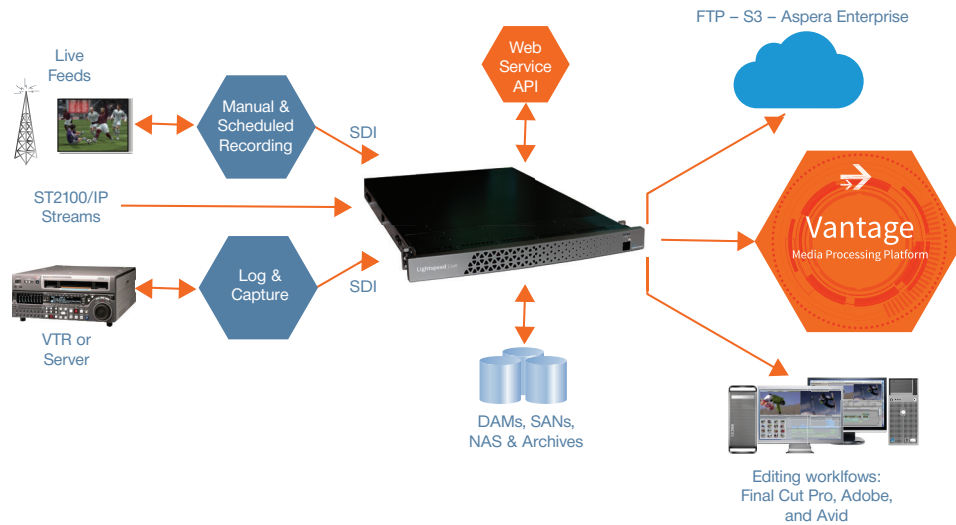 FTP – S3 – Aspera Enterprise
Live
Feeds
Web
Service
API
Manual &
Scheduled
Recording
SDI
ST2100/IP
Streams
Lightspeed Live
Vantage
Media Processing Platform
Log &
Capture
SDI
VTR or
Server
DAMs, SANs,
NAS & Archives
Editing worklfows:
Final Cut Pro, Adobe,
and Avid